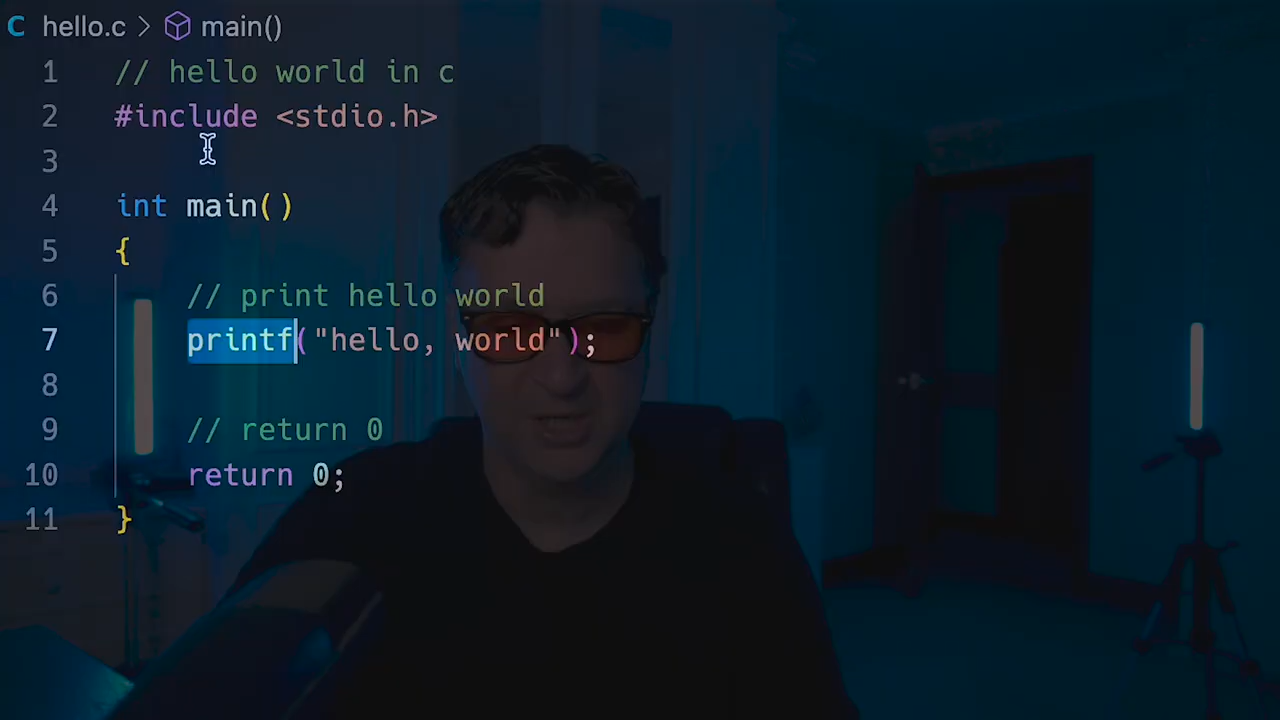 C hello.c > main()
1 // hello world in c
2 #include <stdio.h>
3
4 int main()
5 {
6 // print hello world
7 printf("hello, world");
8
9 // return 0
10 return 0;
11 }